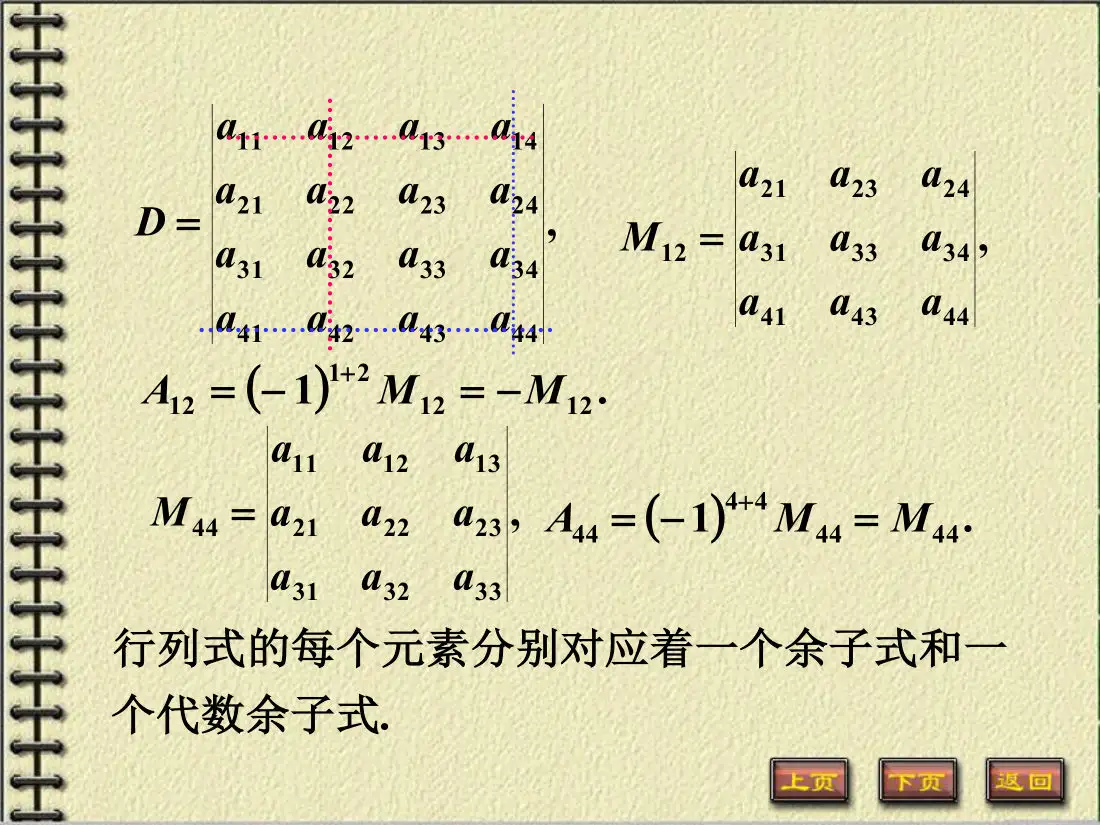 D = | a11 a12 a13 a14 |
| a21 a22 a23 a24 |
| a31 a32 a33 a34 |
| a41 a42 a43 a44 | ,
M12 = | a21 a23 a24 |
| a31 a33 a34 |
| a41 a43 a44 | ,
A12 = (−1)^{1+2} M12 = −M12 .
M44 = | a11 a12 a13 |
| a21 a22 a23 |
| a31 a32 a33 | ,
A44 = (−1)^{4+4} M44 = M44 .
行列式的每个元素分别对应着一个余子式和一
个代数余子式.
上页 下页 返回